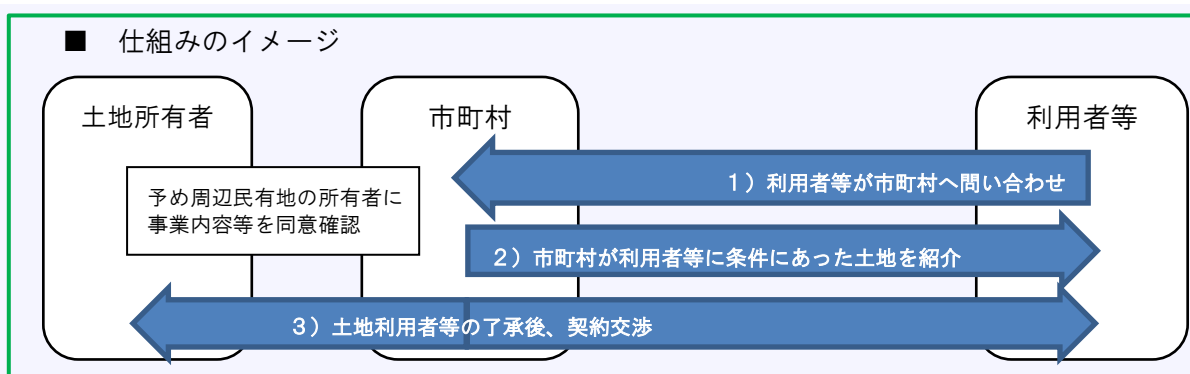 ■ 仕組みのイメージ
土地所有者
市町村
利用者等
1）利用者等が市町村へ問い合わせ
予め周辺民有地の所有者に
事業内容等を同意確認
2）市町村が利用者等に条件にあった土地を紹介
3）土地利用者等の了承後、契約交渉